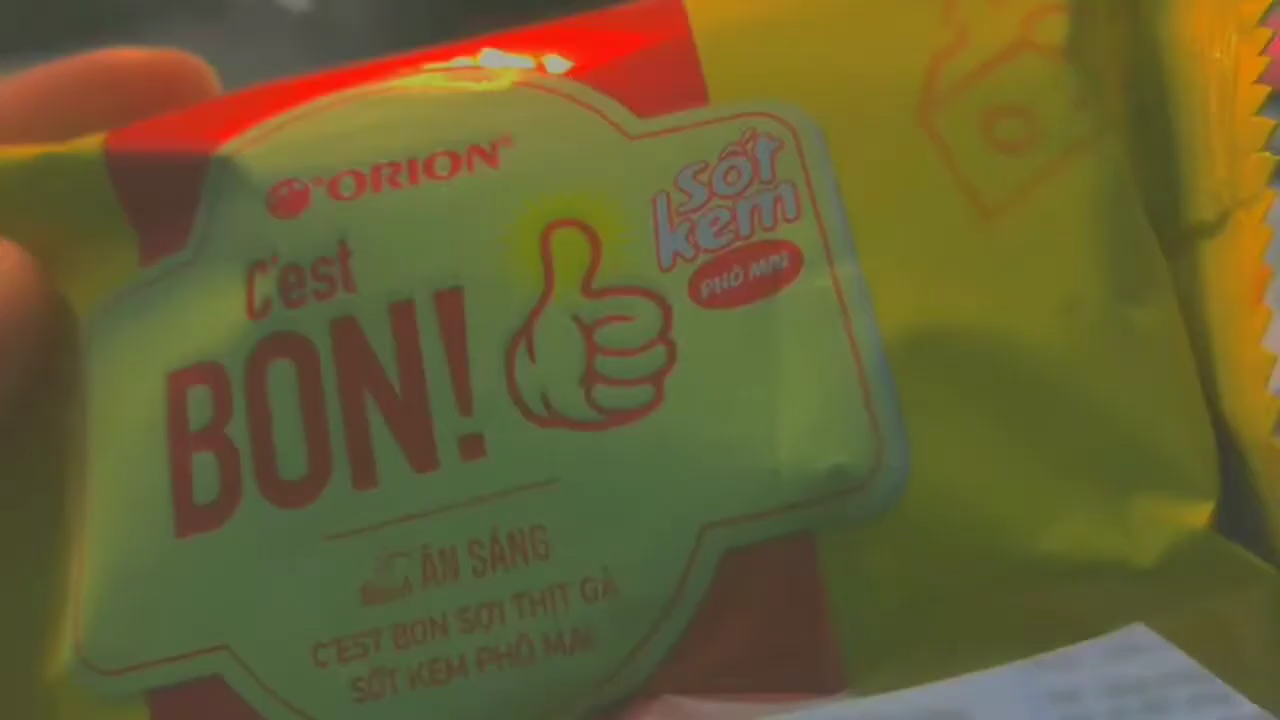 ORION
C'est
BON!
sốt
kem
PHÔ MAI
ĂN SÁNG
C'EST BON SỢI THỊT GÀ
SỐT KEM PHÔ MAI